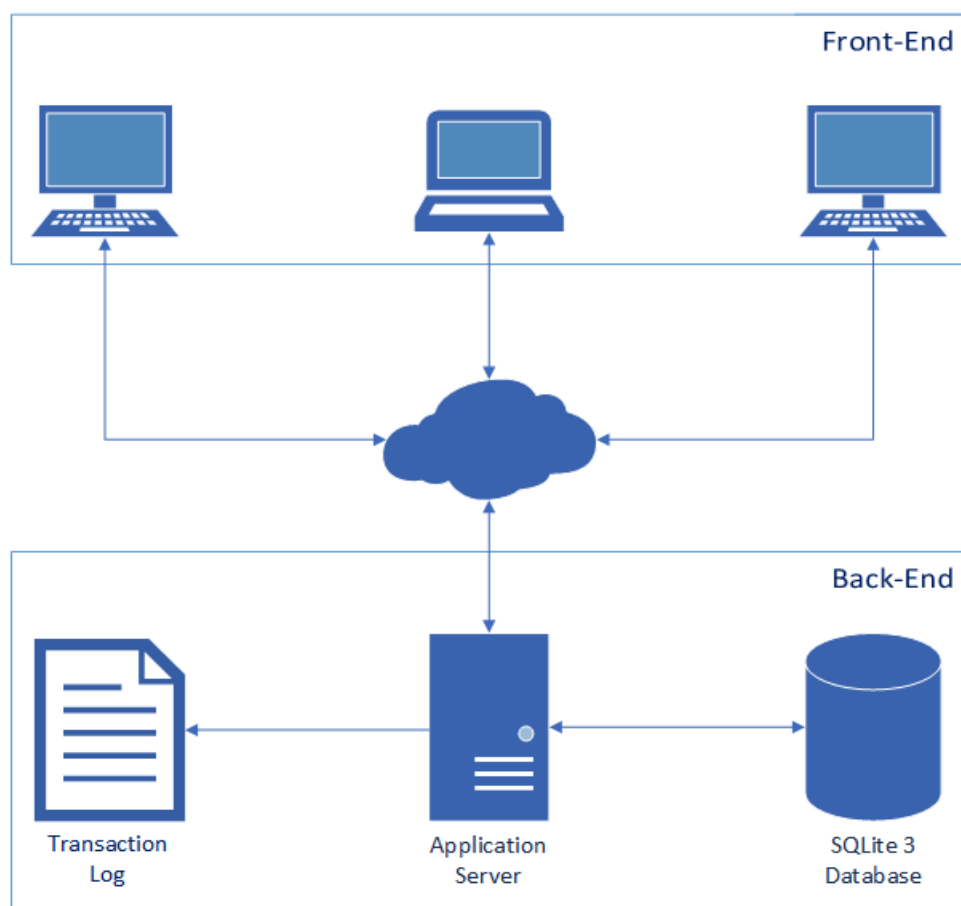 Front-End
Back-End
Transaction
Log
Application
Server
SQLite 3
Database